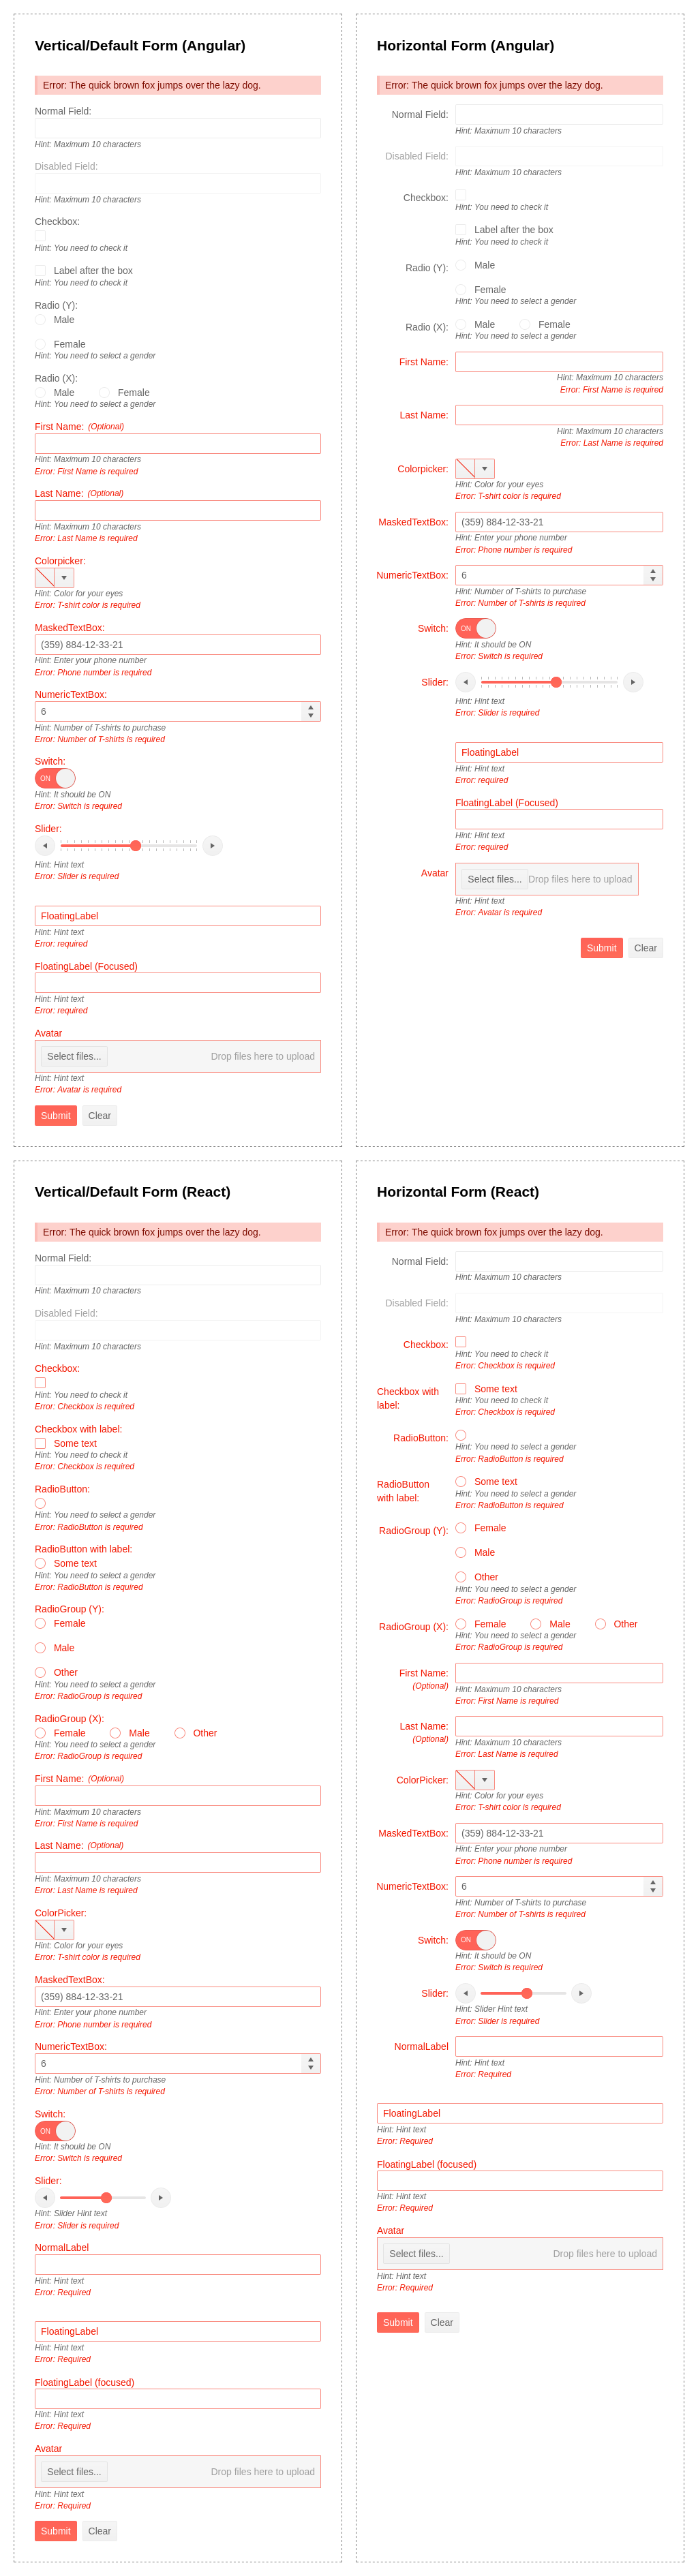 Vertical/Default Form (Angular)
Error: The quick brown fox jumps over the lazy dog.
Normal Field:
Hint: Maximum 10 characters
Disabled Field:
Hint: Maximum 10 characters
Checkbox:
Hint: You need to check it
Label after the box
Hint: You need to check it
Radio (Y):
Male
Female
Hint: You need to select a gender
Radio (X):
Male Female
Hint: You need to select a gender
First Name: (Optional)
Hint: Maximum 10 characters
Error: First Name is required
Last Name: (Optional)
Hint: Maximum 10 characters
Error: Last Name is required
Colorpicker:
Hint: Color for your eyes
Error: T-shirt color is required
MaskedTextBox:
(359) 884-12-33-21
Hint: Enter your phone number
Error: Phone number is required
NumericTextBox:
6
Hint: Number of T-shirts to purchase
Error: Number of T-shirts is required
Switch:
ON
Hint: It should be ON
Error: Switch is required
Slider:
Hint: Hint text
Error: Slider is required
FloatingLabel
Hint: Hint text
Error: required
FloatingLabel (Focused)
Hint: Hint text
Error: required
Avatar
Select files... Drop files here to upload
Hint: Hint text
Error: Avatar is required
Submit Clear
Horizontal Form (Angular)
Error: The quick brown fox jumps over the lazy dog.
Normal Field:
Hint: Maximum 10 characters
Disabled Field:
Hint: Maximum 10 characters
Checkbox:
Hint: You need to check it
Label after the box
Hint: You need to check it
Radio (Y): Male
Female
Hint: You need to select a gender
Radio (X): Male Female
Hint: You need to select a gender
First Name:
Hint: Maximum 10 characters
Error: First Name is required
Last Name:
Hint: Maximum 10 characters
Error: Last Name is required
Colorpicker:
Hint: Color for your eyes
Error: T-shirt color is required
MaskedTextBox: (359) 884-12-33-21
Hint: Enter your phone number
Error: Phone number is required
NumericTextBox: 6
Hint: Number of T-shirts to purchase
Error: Number of T-shirts is required
Switch: ON
Hint: It should be ON
Error: Switch is required
Slider:
Hint: Hint text
Error: Slider is required
FloatingLabel
Hint: Hint text
Error: required
FloatingLabel (Focused)
Hint: Hint text
Error: required
Avatar Select files... Drop files here to upload
Hint: Hint text
Error: Avatar is required
Submit Clear
Vertical/Default Form (React)
Error: The quick brown fox jumps over the lazy dog.
Normal Field:
Hint: Maximum 10 characters
Disabled Field:
Hint: Maximum 10 characters
Checkbox:
Hint: You need to check it
Error: Checkbox is required
Checkbox with label:
Some text
Hint: You need to check it
Error: Checkbox is required
RadioButton:
Hint: You need to select a gender
Error: RadioButton is required
RadioButton with label:
Some text
Hint: You need to select a gender
Error: RadioButton is required
RadioGroup (Y):
Female
Male
Other
Hint: You need to select a gender
Error: RadioGroup is required
RadioGroup (X):
Female Male Other
Hint: You need to select a gender
Error: RadioGroup is required
First Name: (Optional)
Hint: Maximum 10 characters
Error: First Name is required
Last Name: (Optional)
Hint: Maximum 10 characters
Error: Last Name is required
ColorPicker:
Hint: Color for your eyes
Error: T-shirt color is required
MaskedTextBox:
(359) 884-12-33-21
Hint: Enter your phone number
Error: Phone number is required
NumericTextBox:
6
Hint: Number of T-shirts to purchase
Error: Number of T-shirts is required
Switch:
ON
Hint: It should be ON
Error: Switch is required
Slider:
Hint: Slider Hint text
Error: Slider is required
NormalLabel
Hint: Hint text
Error: Required
FloatingLabel
Hint: Hint text
Error: Required
FloatingLabel (focused)
Hint: Hint text
Error: Required
Avatar
Select files... Drop files here to upload
Hint: Hint text
Error: Required
Submit Clear
Horizontal Form (React)
Error: The quick brown fox jumps over the lazy dog.
Normal Field:
Hint: Maximum 10 characters
Disabled Field:
Hint: Maximum 10 characters
Checkbox:
Hint: You need to check it
Error: Checkbox is required
Checkbox with
label:
Some text
Hint: You need to check it
Error: Checkbox is required
RadioButton:
Hint: You need to select a gender
Error: RadioButton is required
RadioButton
with label:
Some text
Hint: You need to select a gender
Error: RadioButton is required
RadioGroup (Y): Female
Male
Other
Hint: You need to select a gender
Error: RadioGroup is required
RadioGroup (X): Female Male Other
Hint: You need to select a gender
Error: RadioGroup is required
First Name:
(Optional)
Hint: Maximum 10 characters
Error: First Name is required
Last Name:
(Optional)
Hint: Maximum 10 characters
Error: Last Name is required
ColorPicker:
Hint: Color for your eyes
Error: T-shirt color is required
MaskedTextBox: (359) 884-12-33-21
Hint: Enter your phone number
Error: Phone number is required
NumericTextBox: 6
Hint: Number of T-shirts to purchase
Error: Number of T-shirts is required
Switch: ON
Hint: It should be ON
Error: Switch is required
Slider:
Hint: Slider Hint text
Error: Slider is required
NormalLabel
Hint: Hint text
Error: Required
FloatingLabel
Hint: Hint text
Error: Required
FloatingLabel (focused)
Hint: Hint text
Error: Required
Avatar
Select files... Drop files here to upload
Hint: Hint text
Error: Required
Submit Clear